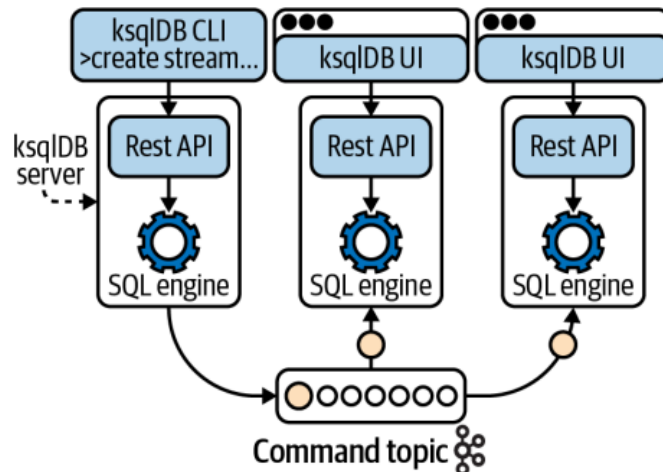 ksqlDB CLI
>create stream...
ksqlDB UI
ksqlDB UI
ksqlDB
server
Rest API
Rest API
Rest API
SQL engine
SQL engine
SQL engine
Command topic